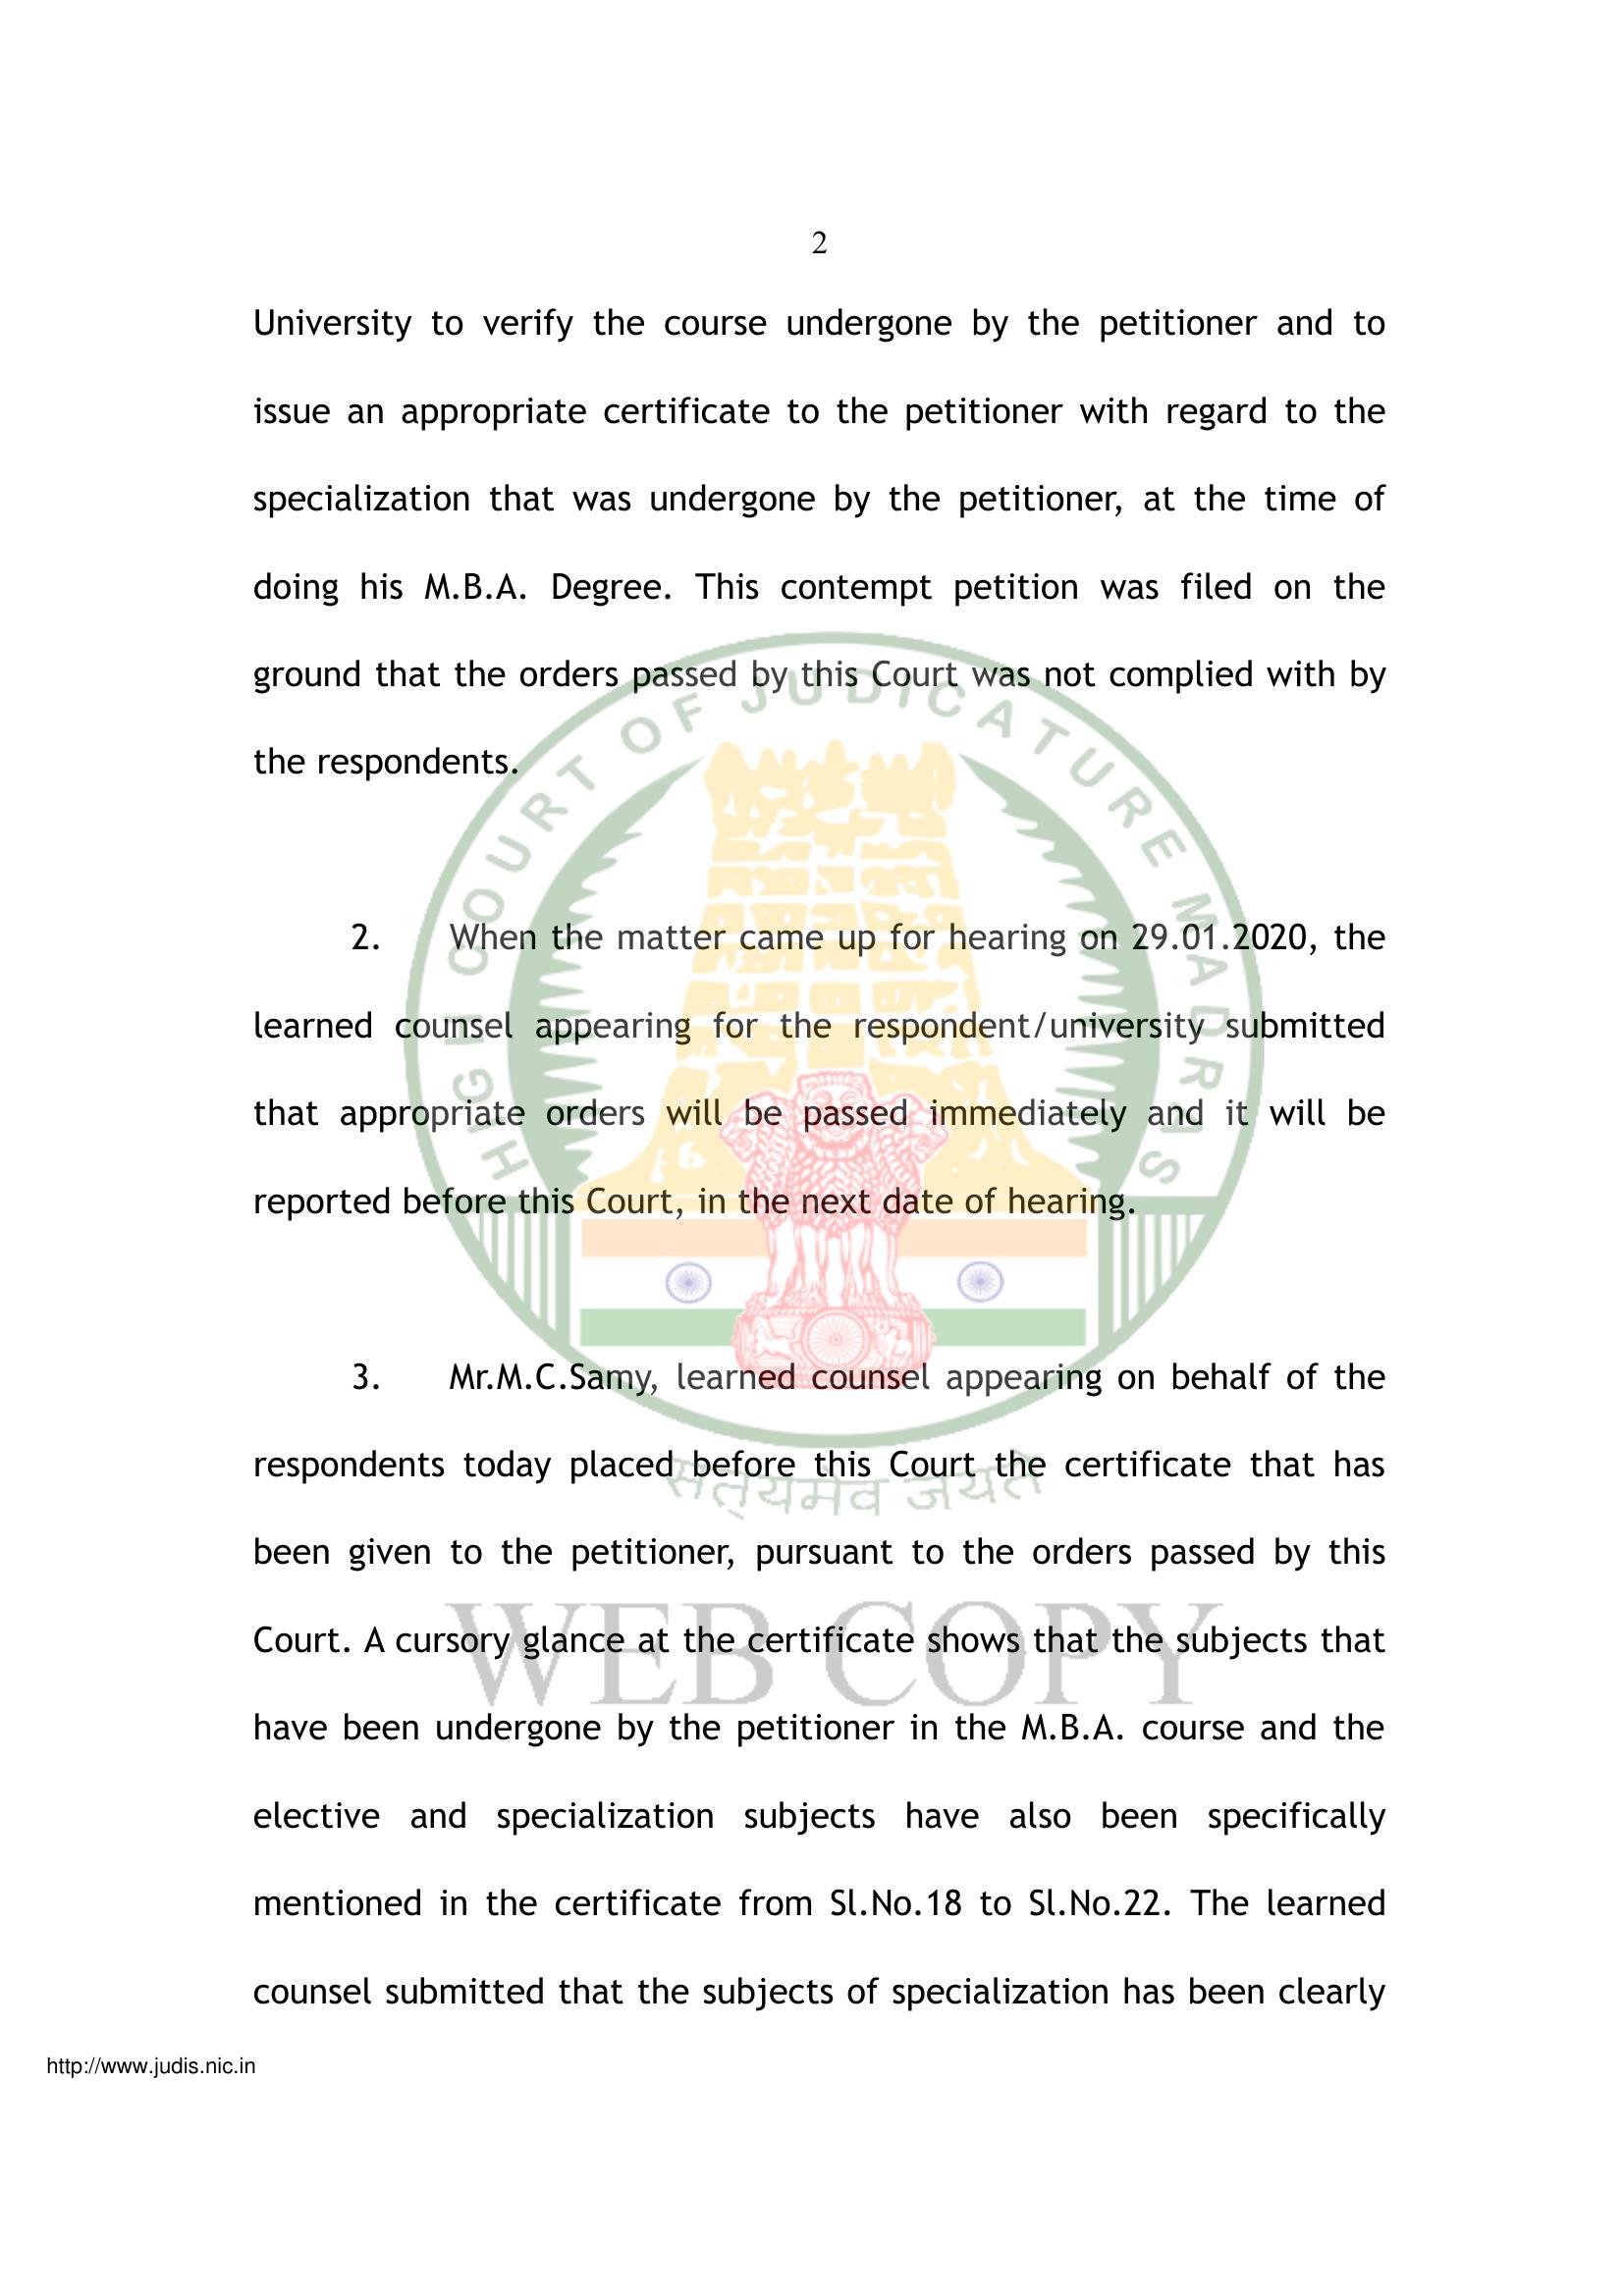 2
University to verify the course undergone by the petitioner and to
issue an appropriate certificate to the petitioner with regard to the
specialization that was undergone by the petitioner, at the time of
doing his M.B.A. Degree. This contempt petition was filed on the
ground that the orders passed by this Court was not complied with by
the respondents.
2. When the matter came up for hearing on 29.01.2020, the
learned counsel appearing for the respondent/university submitted
that appropriate orders will be passed immediately and it will be
reported before this Court, in the next date of hearing.
3. Mr.M.C.Samy, learned counsel appearing on behalf of the
respondents today placed before this Court the certificate that has
been given to the petitioner, pursuant to the orders passed by this
Court. A cursory glance at the certificate shows that the subjects that
have been undergone by the petitioner in the M.B.A. course and the
elective and specialization subjects have also been specifically
mentioned in the certificate from Sl.No.18 to Sl.No.22. The learned
counsel submitted that the subjects of specialization has been clearly
http://www.judis.nic.in
HIGH COURT OF JUDICATURE MADRAS
सत्यमेव जयते
WEB COPY